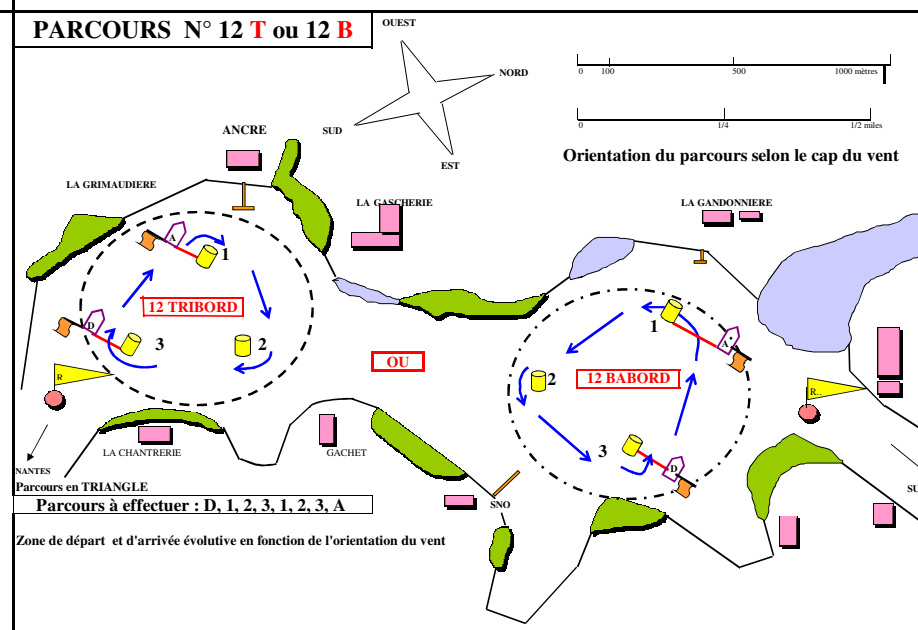 PARCOURS N° 12 T ou 12 B
OUEST
NORD
SUD
EST
0 100 500 1000 mètres
0 1/4 1/2 miles
Orientation du parcours selon le cap du vent
ANCRE
LA GRIMAUDIERE
LA GASCHERIE
LA GANDONNIERE
A
1
12 TRIBORD
D
3
2
R
OU
1
A
2
12 BABORD
R..
3
D
LA CHANTRERIE
GACHET
NANTES
SNO
SU
Parcours en TRIANGLE
Parcours à effectuer : D, 1, 2, 3, 1, 2, 3, A
Zone de départ et d'arrivée évolutive en fonction de l'orientation du vent